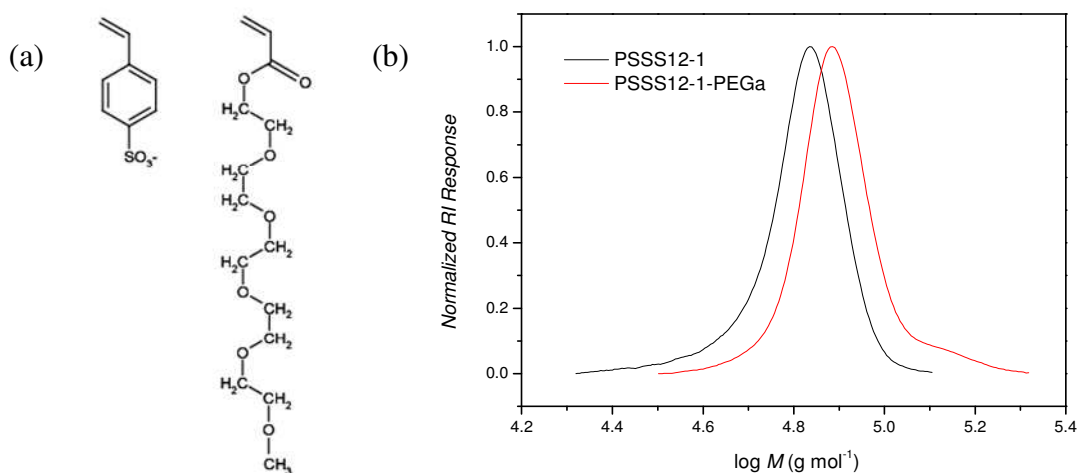 (a)
SO₃⁻
O
O
H₂C
CH₂
O
H₂C
H₂C
O
CH₂
H₂C
O
CH₂
CH₂
O
H₂C
CH₂
O
CH₃
(b)
Normalized RI Response
1.0
0.8
0.6
0.4
0.2
0.0
PSSS12-1
PSSS12-1-PEGa
4.2 4.4 4.6 4.8 5.0 5.2 5.4
log M (g mol⁻¹)